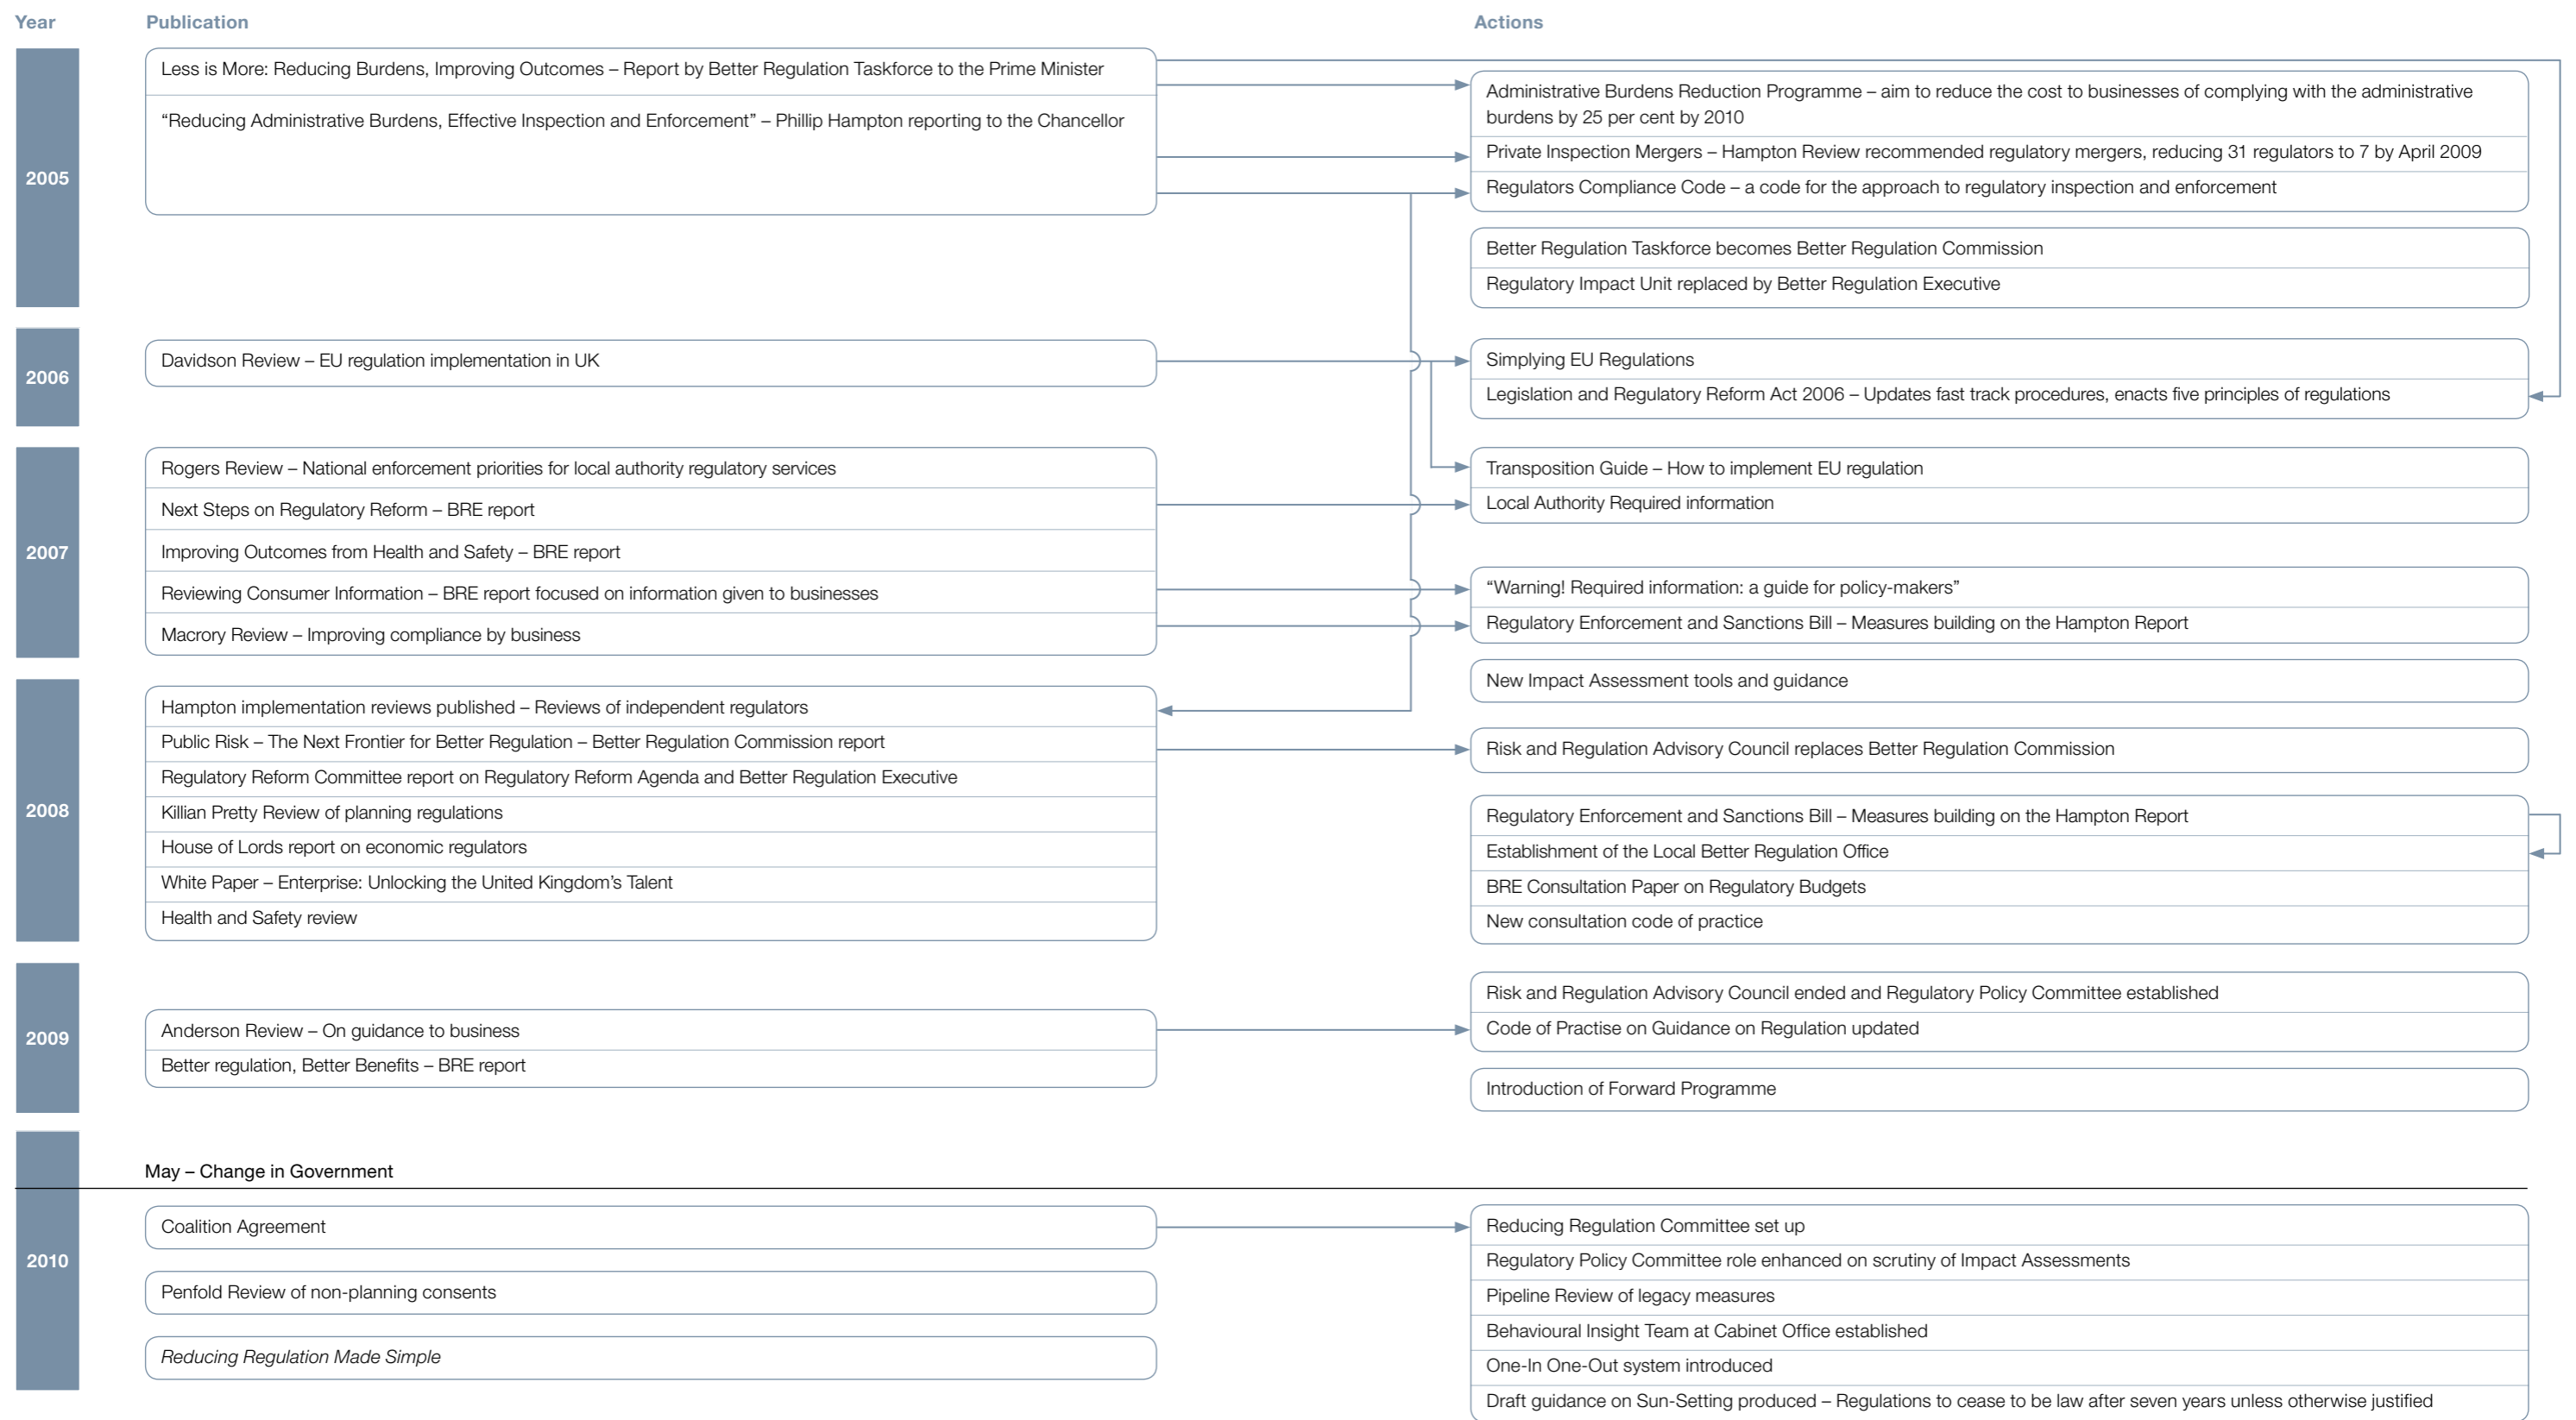 Year
Publication
Actions
2005
Less is More: Reducing Burdens, Improving Outcomes – Report by Better Regulation Taskforce to the Prime Minister
“Reducing Administrative Burdens, Effective Inspection and Enforcement” – Phillip Hampton reporting to the Chancellor
Administrative Burdens Reduction Programme – aim to reduce the cost to businesses of complying with the administrative
burdens by 25 per cent by 2010
Private Inspection Mergers – Hampton Review recommended regulatory mergers, reducing 31 regulators to 7 by April 2009
Regulators Compliance Code – a code for the approach to regulatory inspection and enforcement
Better Regulation Taskforce becomes Better Regulation Commission
Regulatory Impact Unit replaced by Better Regulation Executive
2006
Davidson Review – EU regulation implementation in UK
Simplying EU Regulations
Legislation and Regulatory Reform Act 2006 – Updates fast track procedures, enacts five principles of regulations
2007
Rogers Review – National enforcement priorities for local authority regulatory services
Next Steps on Regulatory Reform – BRE report
Improving Outcomes from Health and Safety – BRE report
Reviewing Consumer Information – BRE report focused on information given to businesses
Macrory Review – Improving compliance by business
Transposition Guide – How to implement EU regulation
Local Authority Required information
“Warning! Required information: a guide for policy-makers”
Regulatory Enforcement and Sanctions Bill – Measures building on the Hampton Report
New Impact Assessment tools and guidance
2008
Hampton implementation reviews published – Reviews of independent regulators
Public Risk – The Next Frontier for Better Regulation – Better Regulation Commission report
Regulatory Reform Committee report on Regulatory Reform Agenda and Better Regulation Executive
Killian Pretty Review of planning regulations
House of Lords report on economic regulators
White Paper – Enterprise: Unlocking the United Kingdom’s Talent
Health and Safety review
Risk and Regulation Advisory Council replaces Better Regulation Commission
Regulatory Enforcement and Sanctions Bill – Measures building on the Hampton Report
Establishment of the Local Better Regulation Office
BRE Consultation Paper on Regulatory Budgets
New consultation code of practice
2009
Anderson Review – On guidance to business
Better regulation, Better Benefits – BRE report
Risk and Regulation Advisory Council ended and Regulatory Policy Committee established
Code of Practise on Guidance on Regulation updated
Introduction of Forward Programme
May – Change in Government
2010
Coalition Agreement
Penfold Review of non-planning consents
Reducing Regulation Made Simple
Reducing Regulation Committee set up
Regulatory Policy Committee role enhanced on scrutiny of Impact Assessments
Pipeline Review of legacy measures
Behavioural Insight Team at Cabinet Office established
One-In One-Out system introduced
Draft guidance on Sun-Setting produced – Regulations to cease to be law after seven years unless otherwise justified